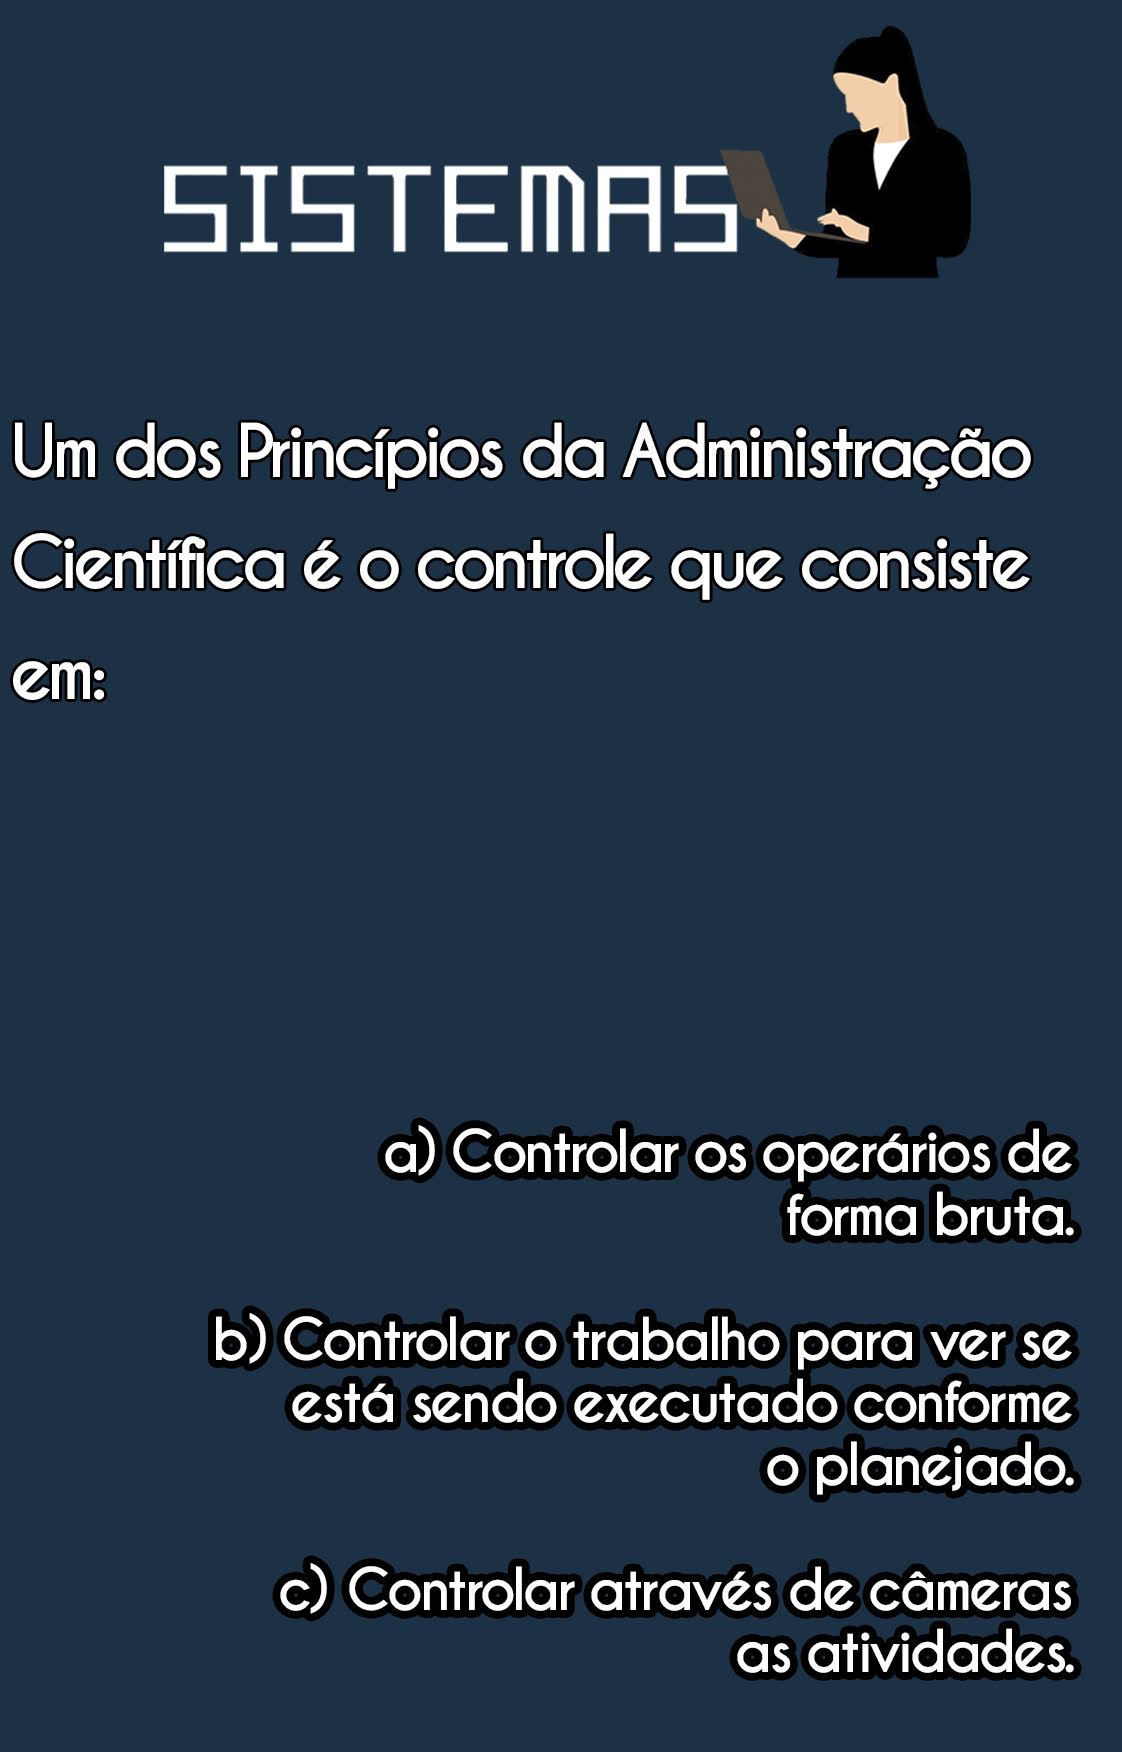 SISTEMAS
Um dos Princípios da Administração
Científica é o controle que consiste
em:
a) Controlar os operários de
forma bruta.
b) Controlar o trabalho para ver se
está sendo executado conforme
o planejado.
c) Controlar através de câmeras
as atividades.